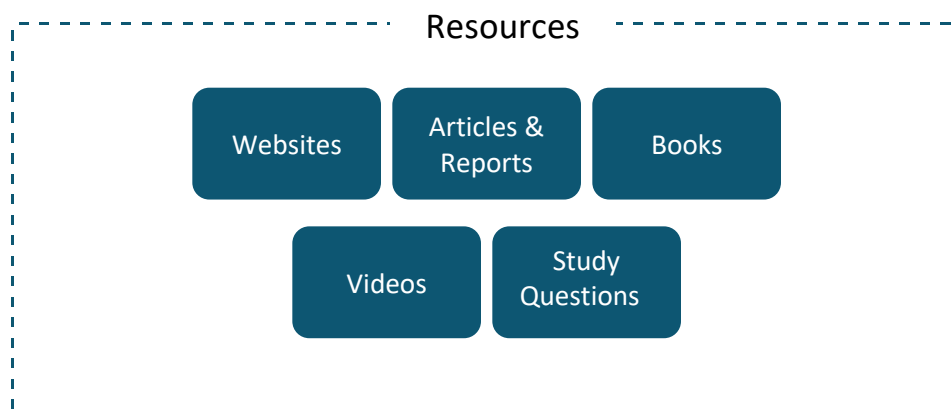 Resources
Websites
Articles &
Reports
Books
Videos
Study
Questions